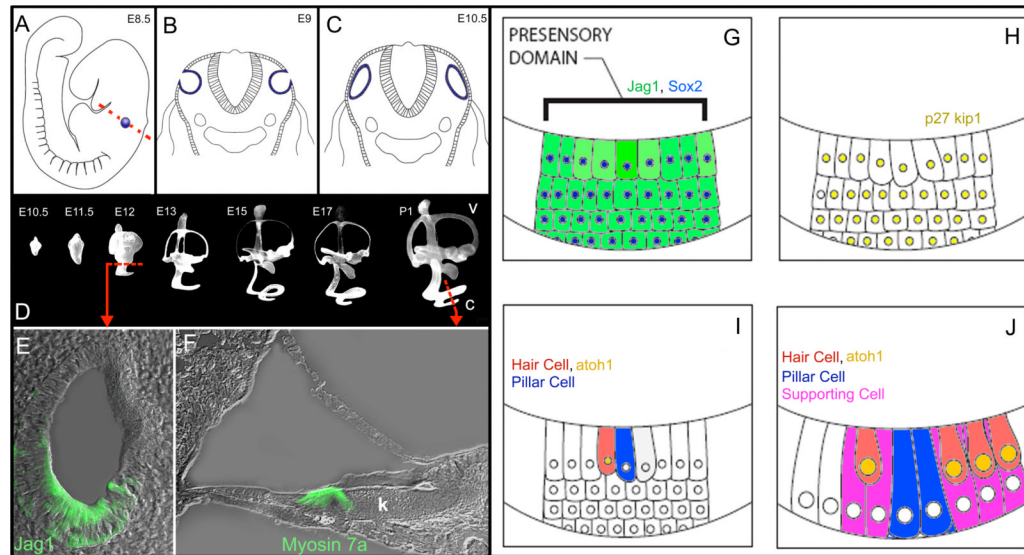 A
E8.5
B
E9
C
E10.5
E10.5
E11.5
E12
E13
E15
E17
P1
V
C
D
E
Jag1
F
k
Myosin 7a
G
PRESENSORY
DOMAIN
Jag1, Sox2
H
p27 kip1
I
Hair Cell, atoh1
Pillar Cell
J
Hair Cell, atoh1
Pillar Cell
Supporting Cell